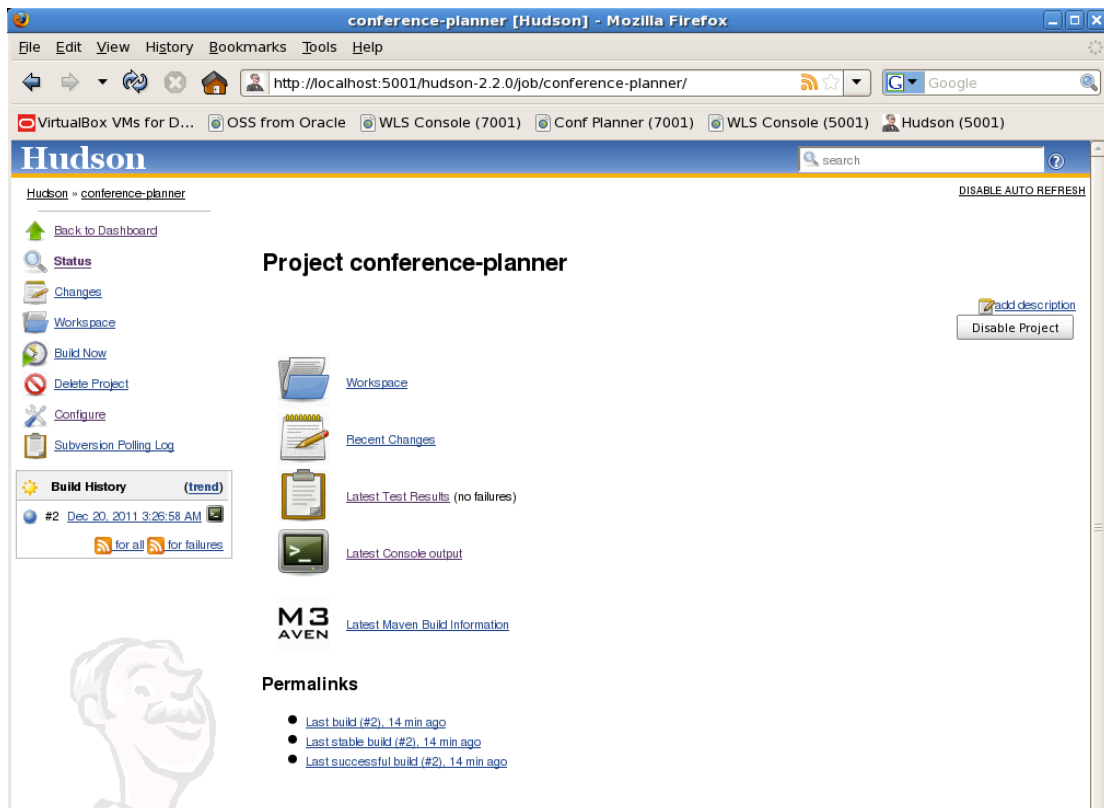 conference-planner [Hudson] - Mozilla Firefox
File Edit View History Bookmarks Tools Help
http://localhost:5001/hudson-2.2.0/job/conference-planner/
G Google
VirtualBox VMs for D... OSS from Oracle WLS Console (7001) Conf Planner (7001) WLS Console (5001) Hudson (5001)
Hudson
search
?
Hudson » conference-planner
DISABLE AUTO REFRESH
Back to Dashboard
Status
Changes
Workspace
Build Now
Delete Project
Configure
Subversion Polling Log
Build History (trend)
#2 Dec 20, 2011 3:26:58 AM
for all for failures
Project conference-planner
add description
Disable Project
Workspace
Recent Changes
Latest Test Results (no failures)
>_ Latest Console output
M3
AVEN
Latest Maven Build Information
Permalinks
Last build (#2), 14 min ago
Last stable build (#2), 14 min ago
Last successful build (#2), 14 min ago